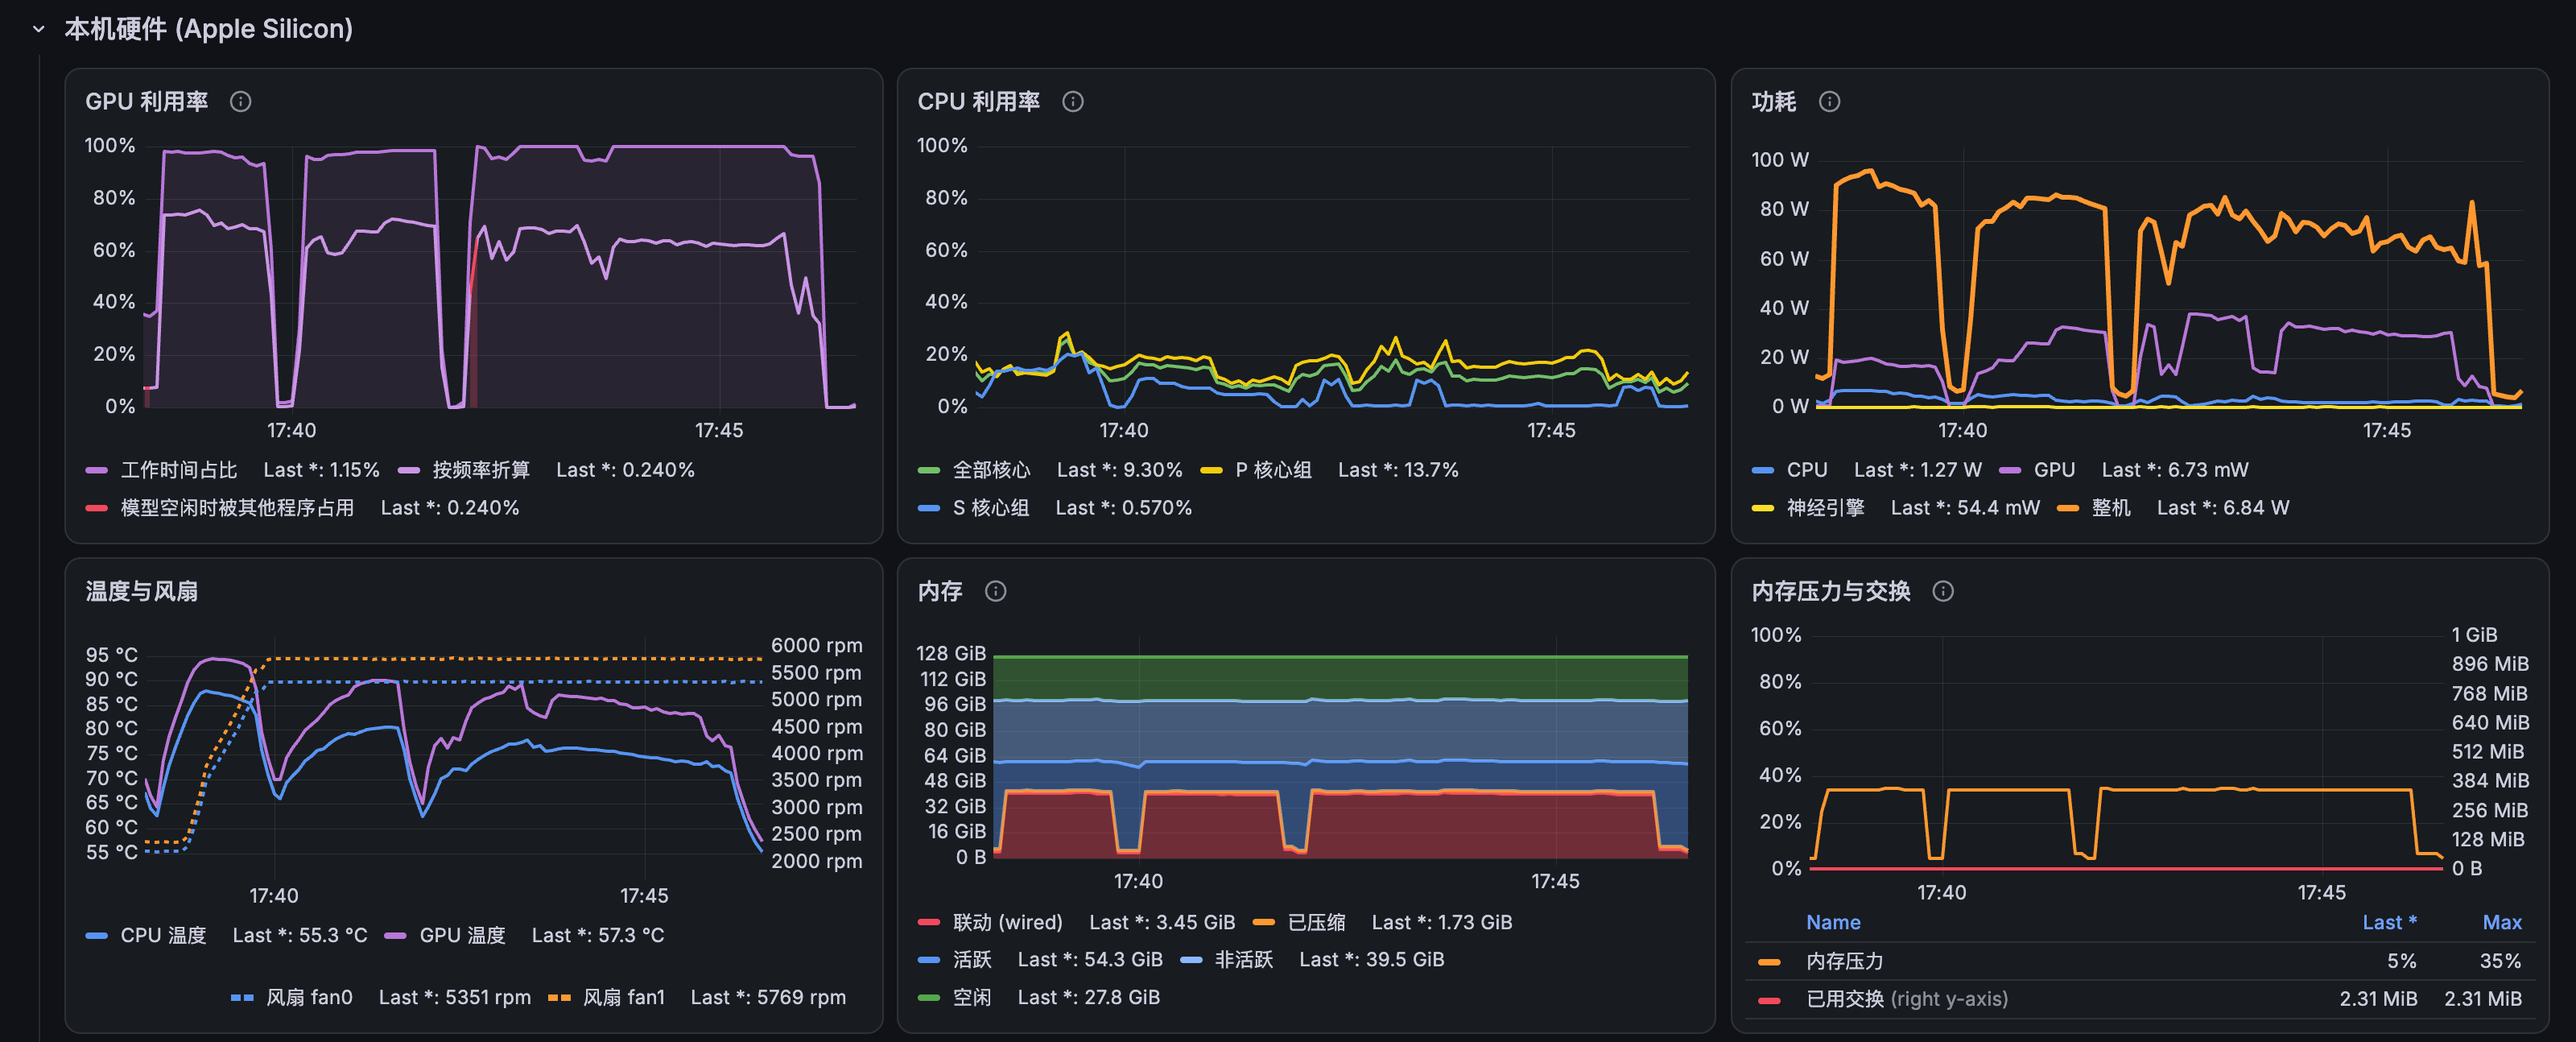 本机硬件 (Apple Silicon)
GPU 利用率
100%
80%
60%
40%
20%
0%
17:40 17:45
工作时间占比 Last *: 1.15% 按频率折算 Last *: 0.240%
模型空闲时被其他程序占用 Last *: 0.240%
CPU 利用率
100%
80%
60%
40%
20%
0%
17:40 17:45
全部核心 Last *: 9.30% P 核心组 Last *: 13.7%
S 核心组 Last *: 0.570%
功耗
100 W
80 W
60 W
40 W
20 W
0 W
17:40 17:45
CPU Last *: 1.27 W GPU Last *: 6.73 mW
神经引擎 Last *: 54.4 mW 整机 Last *: 6.84 W
温度与风扇
95 °C 6000 rpm
90 °C 5500 rpm
85 °C 5000 rpm
80 °C 4500 rpm
75 °C 4000 rpm
70 °C 3500 rpm
65 °C 3000 rpm
60 °C 2500 rpm
55 °C 2000 rpm
17:40 17:45
CPU 温度 Last *: 55.3 °C GPU 温度 Last *: 57.3 °C
风扇 fan0 Last *: 5351 rpm 风扇 fan1 Last *: 5769 rpm
内存
128 GiB
112 GiB
96 GiB
80 GiB
64 GiB
48 GiB
32 GiB
16 GiB
0 B
17:40 17:45
联动 (wired) Last *: 3.45 GiB 已压缩 Last *: 1.73 GiB
活跃 Last *: 54.3 GiB 非活跃 Last *: 39.5 GiB
空闲 Last *: 27.8 GiB
内存压力与交换
100% 1 GiB
896 MiB
80% 768 MiB
640 MiB
60% 512 MiB
40% 384 MiB
256 MiB
20% 128 MiB
0% 0 B
17:40 17:45
Name Last * Max
内存压力 5% 35%
已用交换 (right y-axis) 2.31 MiB 2.31 MiB